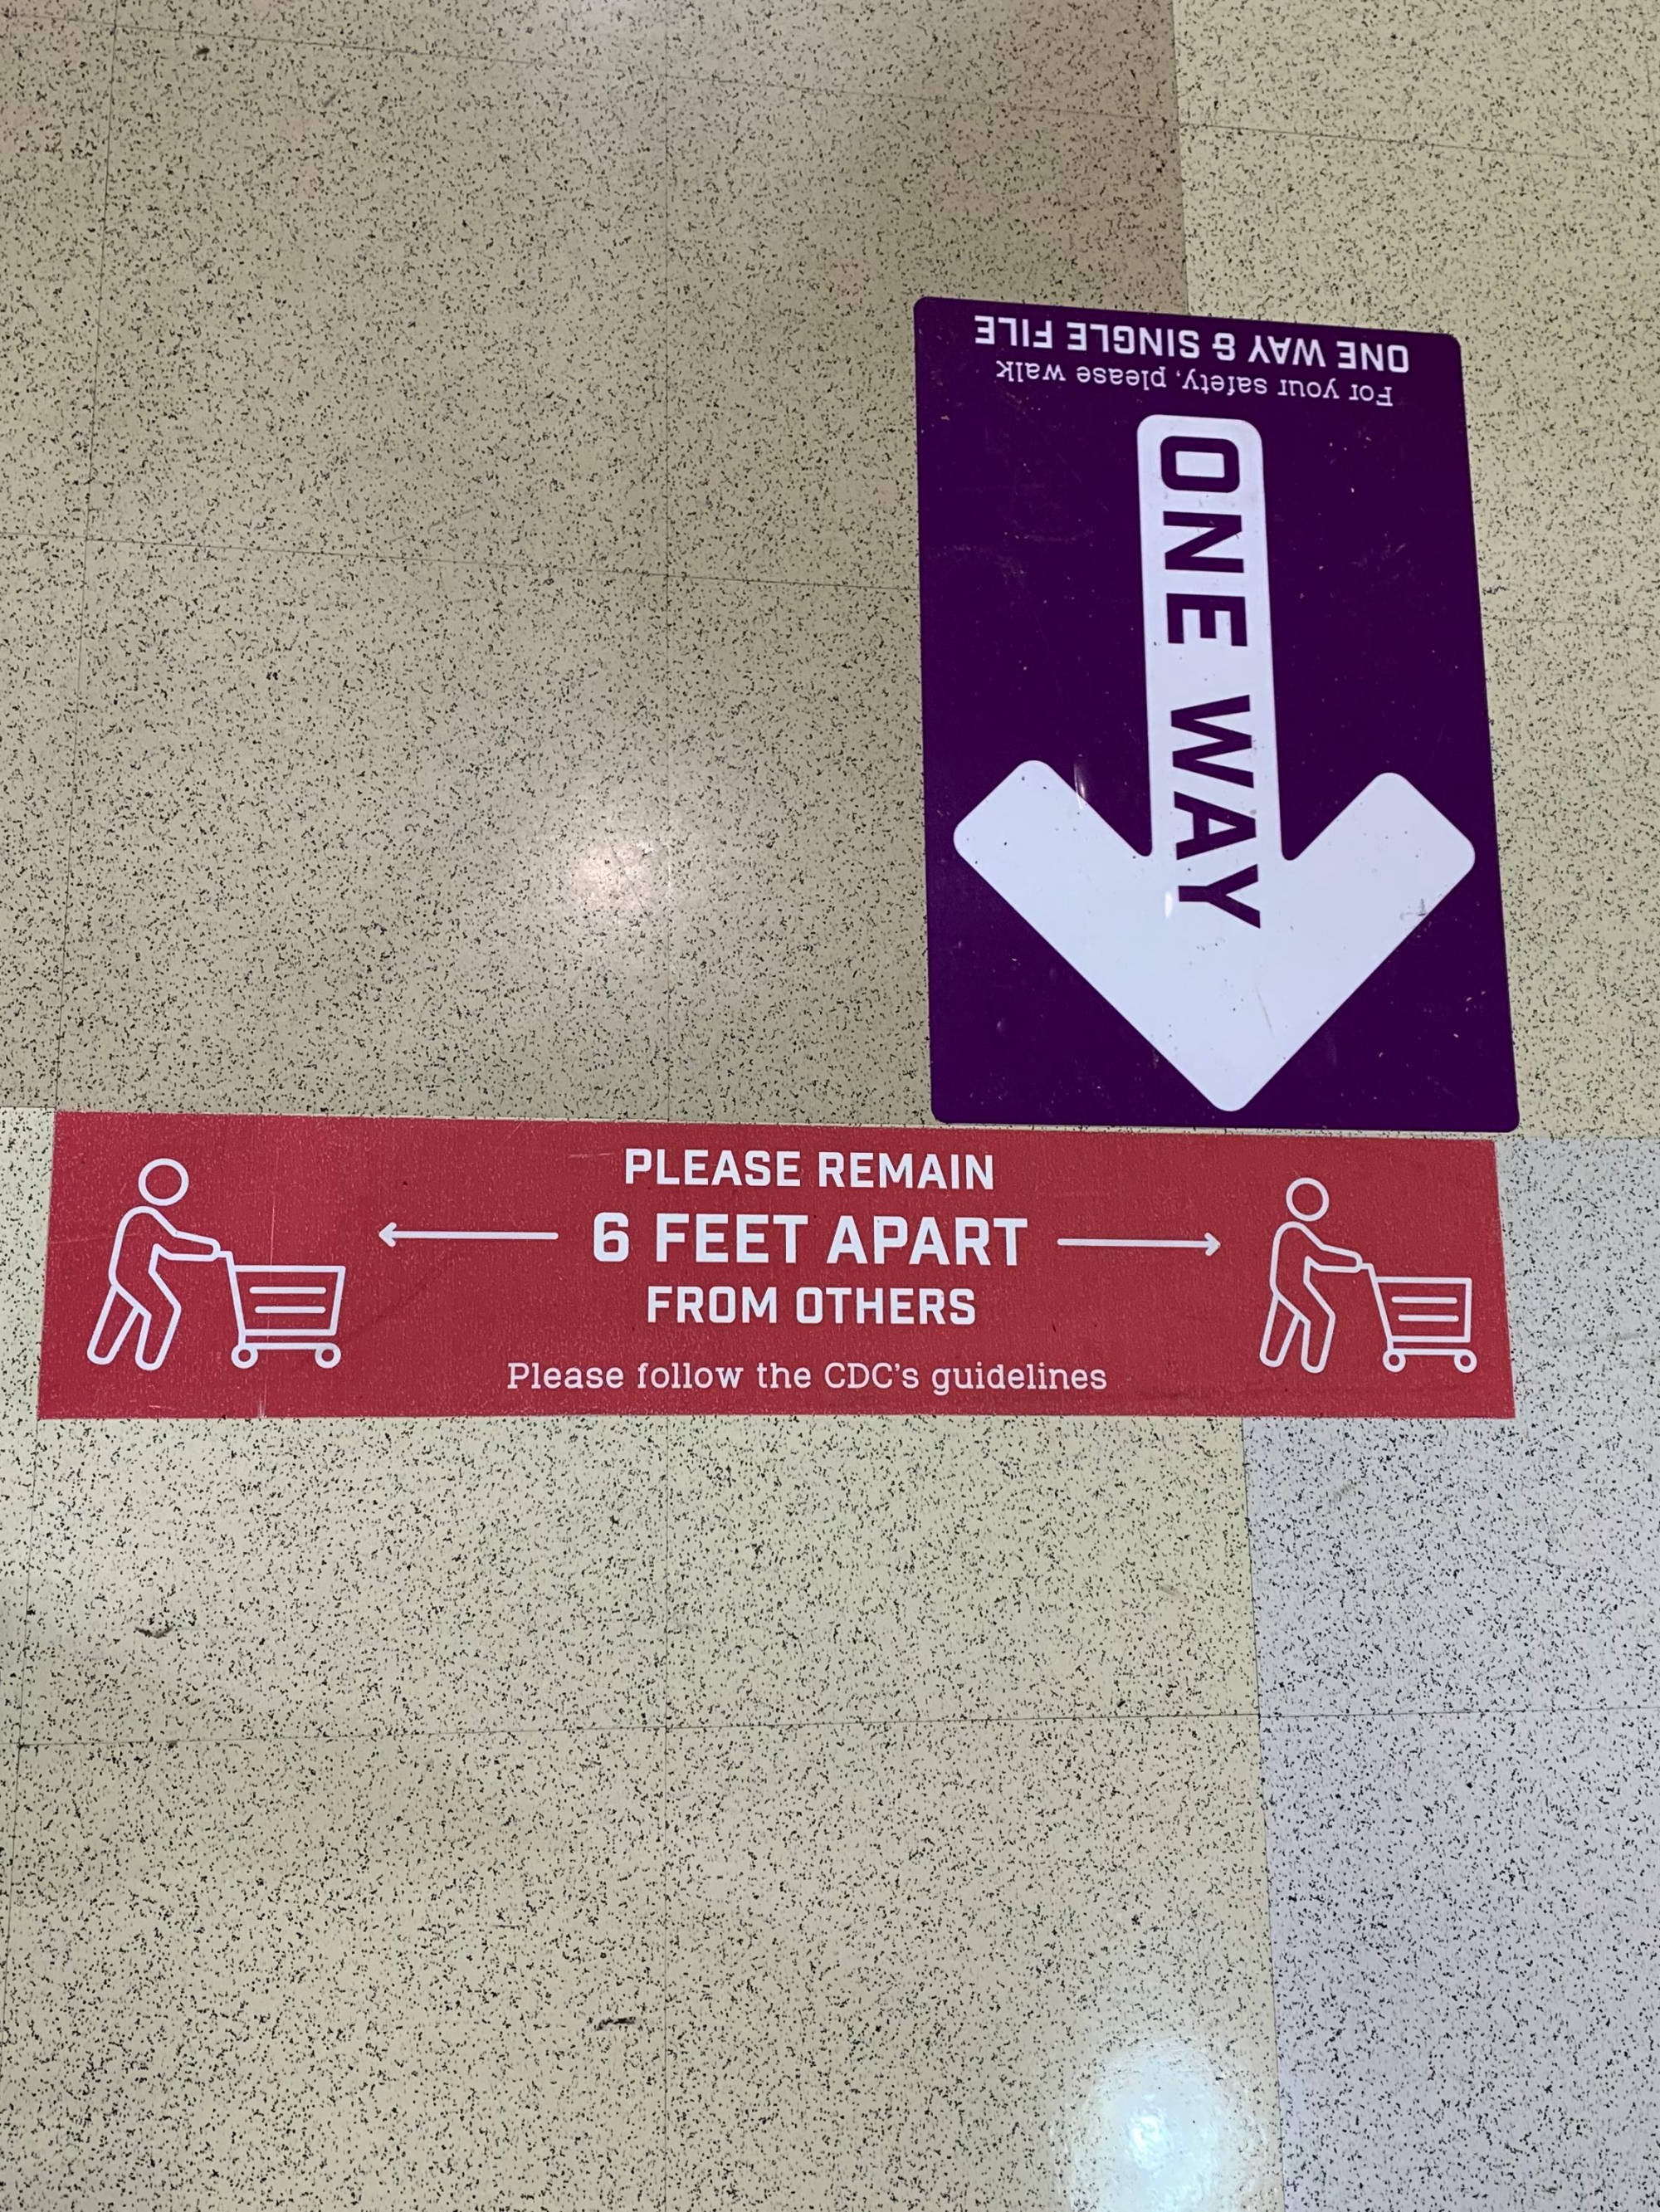 For your safety, please walk
ONE WAY & SINGLE FILE
ONE WAY
PLEASE REMAIN
6 FEET APART
FROM OTHERS
Please follow the CDC's guidelines